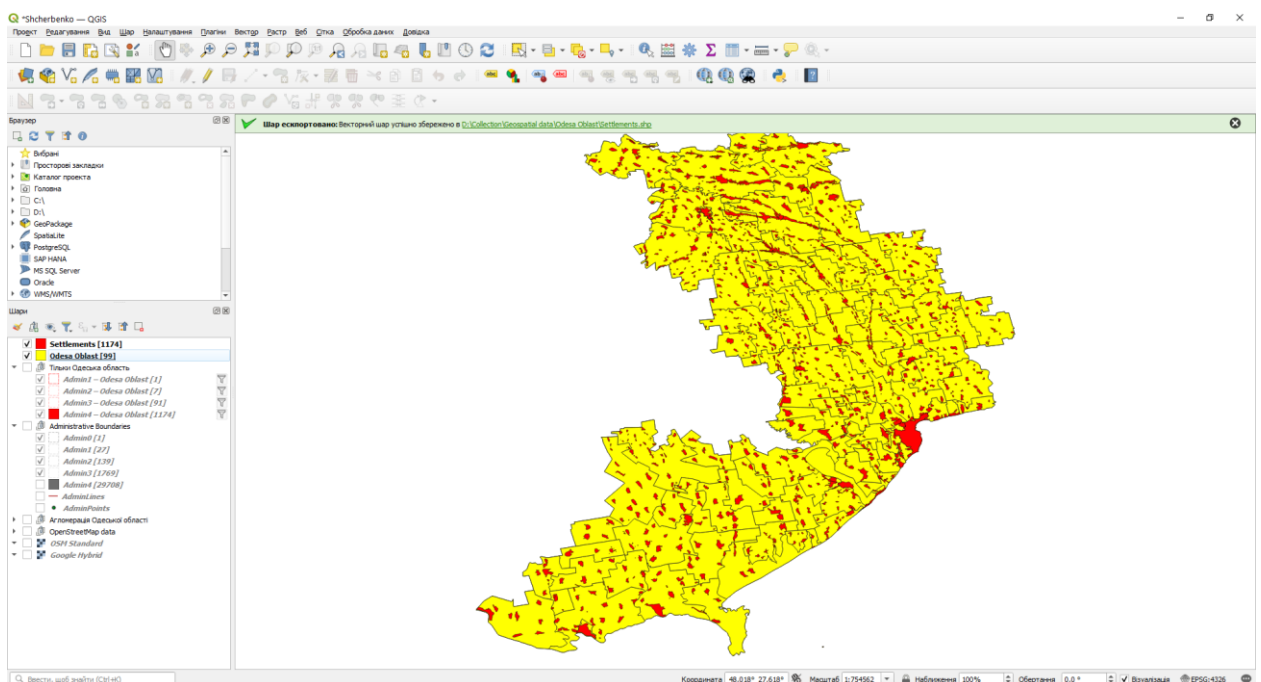 *Shcherbenko — QGIS
Проект Редагування Вид Шар Налаштування Плагіни Вектор Растр Веб Сітка Обробка даних Довідка
Браузер
Шар експортовано: Векторний шар успішно збережено в D:\Collection\Geospatial data\Odesa Oblast\Settlements.shp
Вибрані
Просторові закладки
Каталог проекта
Головна
C:\
D:\
GeoPackage
SpatiaLite
PostgreSQL
SAP HANA
MS SQL Server
Oracle
WMS/WMTS
Шари
Settlements [1174]
Odesa Oblast [99]
Тільки Одеська область
Admin1 – Odesa Oblast [1]
Admin2 – Odesa Oblast [7]
Admin3 – Odesa Oblast [91]
Admin4 – Odesa Oblast [1174]
Administrative Boundaries
Admin0 [1]
Admin1 [27]
Admin2 [139]
Admin3 [1769]
Admin4 [29708]
AdminLines
AdminPoints
Агломерація Одеської області
OpenStreetMap data
OSM Standard
Google Hybrid
Ввести, щоб знайти (Ctrl+K) Координата 48.018° 27.618° Масштаб 1:754562 Наближення 100% Обертання 0.0 ° Візуалізація EPSG:4326